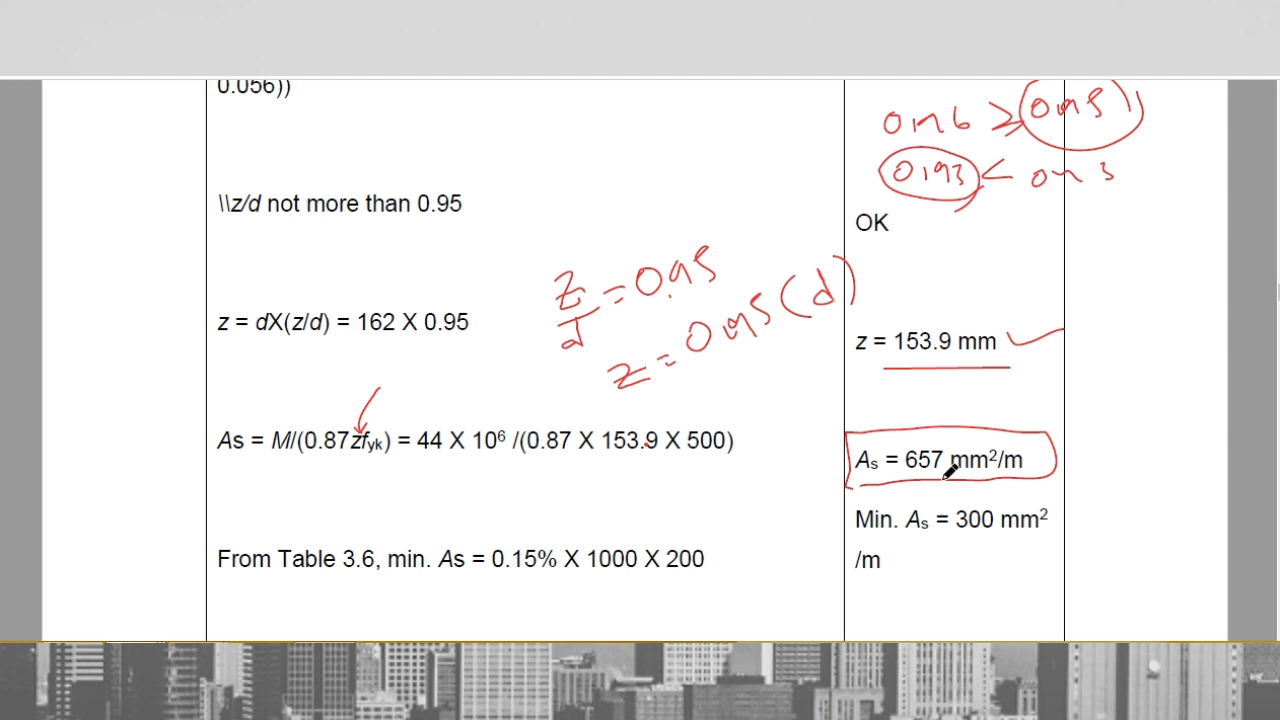 0.056))
\\z/d not more than 0.95
OK
z/d = 0.95
z = 0.95(d)
z = dX(z/d) = 162 X 0.95
z = 153.9 mm
As = M/(0.87zfyk) = 44 X 10⁶ /(0.87 X 153.9 X 500)
As = 657 mm²/m
Min. As = 300 mm²
/m
From Table 3.6, min. As = 0.15% X 1000 X 200